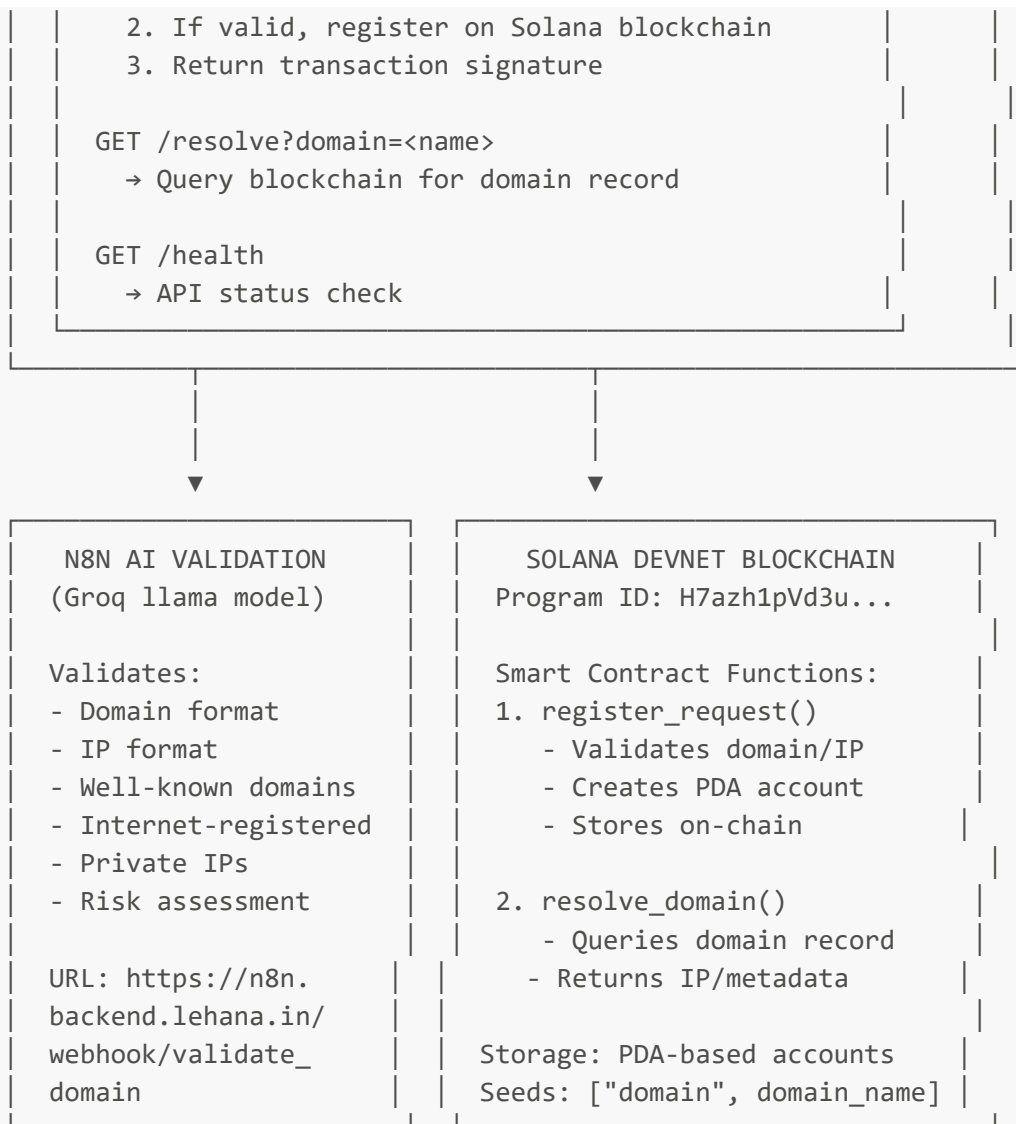 2. If valid, register on Solana blockchain
3. Return transaction signature
GET /resolve?domain=<name>
→ Query blockchain for domain record
GET /health
→ API status check
N8N AI VALIDATION
(Groq llama model)
Validates:
- Domain format
- IP format
- Well-known domains
- Internet-registered
- Private IPs
- Risk assessment
URL: https://n8n.
backend.lehana.in/
webhook/validate_
domain
SOLANA DEVNET BLOCKCHAIN
Program ID: H7azh1pVd3u...
Smart Contract Functions:
1. register_request()
- Validates domain/IP
- Creates PDA account
- Stores on-chain
2. resolve_domain()
- Queries domain record
- Returns IP/metadata
Storage: PDA-based accounts
Seeds: ["domain", domain_name]